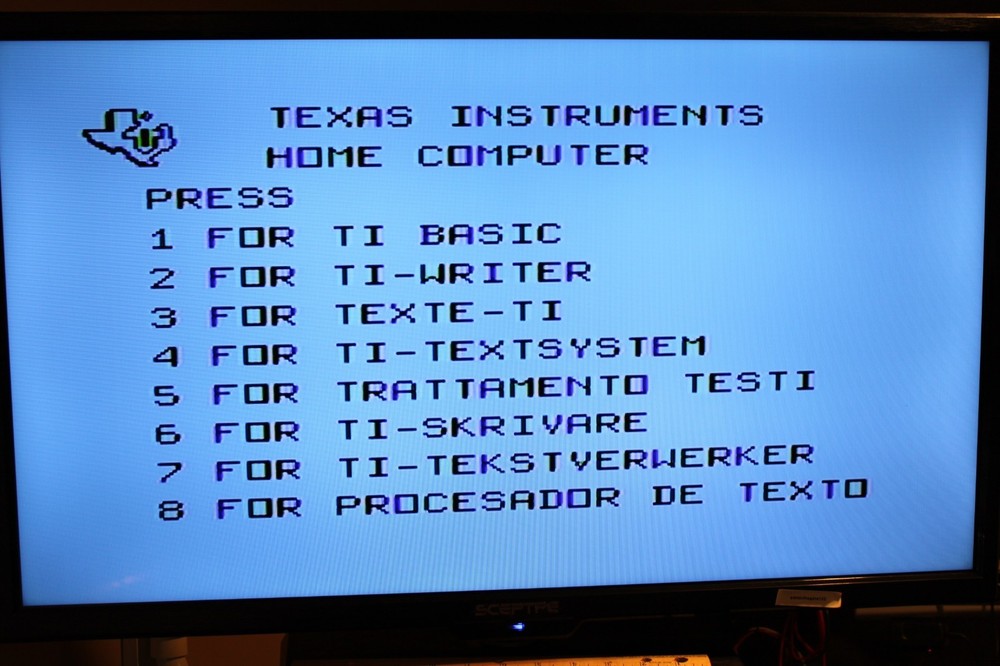 TEXAS INSTRUMENTS
HOME COMPUTER
PRESS
1 FOR TI BASIC
2 FOR TI-WRITER
3 FOR TEXTE-TI
4 FOR TI-TEXTSYSTEM
5 FOR TRATTAMENTO TESTI
6 FOR TI-SKRIVARE
7 FOR TI-TEKSTVERWERKER
8 FOR PROCESADOR DE TEXTO
SCEPTRE